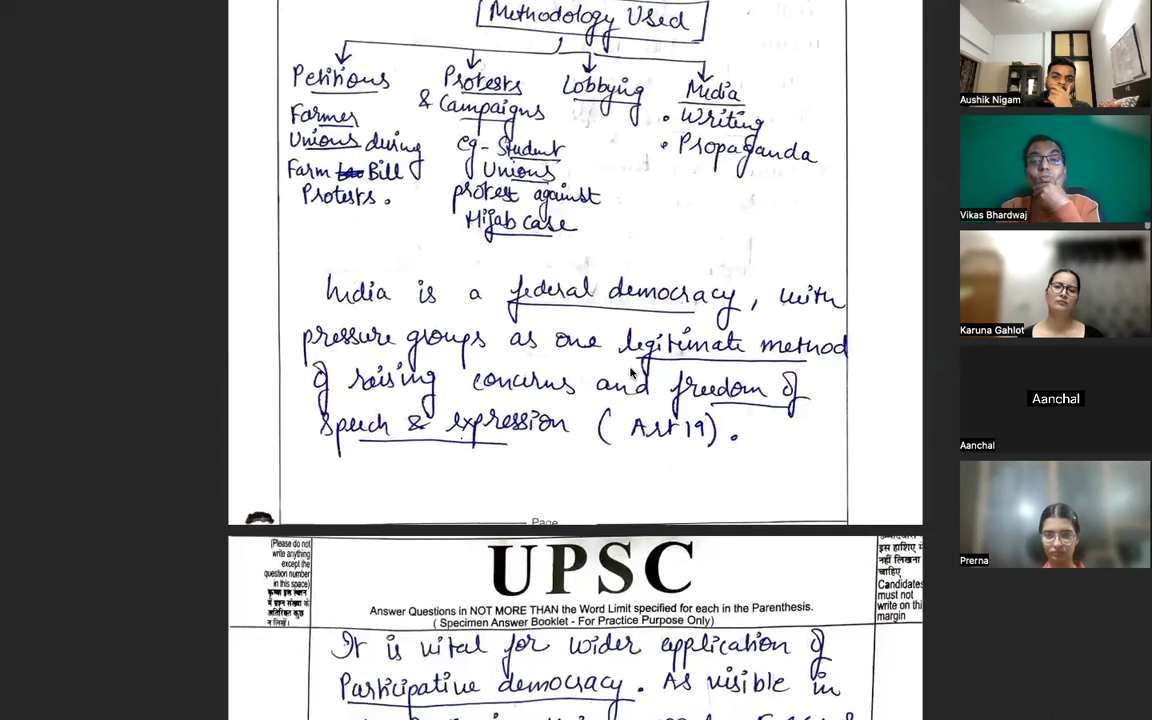 Methodology Used
Petitions
Farmer
Unions during
Farm Bill
Protests.
Protests
& Campaigns
eg - Student
Unions
protest against
Hijab case
Lobbying
Media
• Writing
• Propaganda
India is a federal democracy, with
pressure groups as one legitimate method
of raising concerns and freedom of
speech & expression (Art 19).
Page
(Please do not
write anything
except the
question number
in this space)
UPSC
Answer Questions in NOT MORE THAN the Word Limit specified for each in the Parenthesis.
( Specimen Answer Booklet - For Practice Purpose Only)
इस हाशिए में
नहीं लिखना
चाहिए
Candidates
must not
write on this
margin
It is vital for wider application of
Participative democracy. As visible in
Aushik Nigam
Vikas Bhardwaj
Karuna Gahlot
Aanchal
Aanchal
Prerna